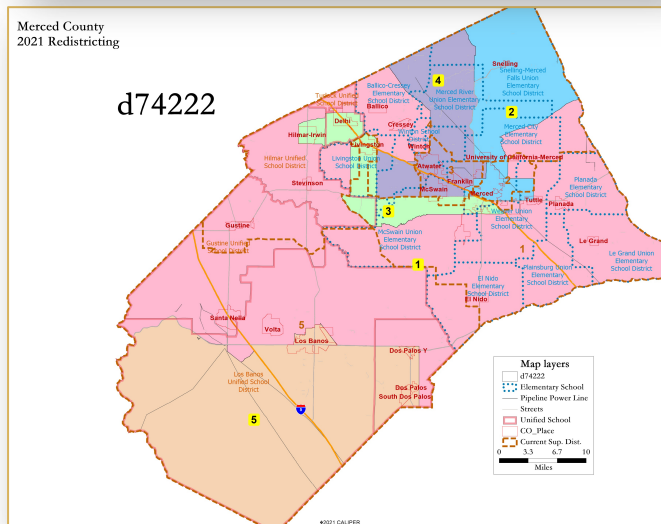 Merced County
2021 Redistricting
d74222
Snelling
Snelling-Merced
Falls Union
Elementary
School District
4
Merced River
Union Elementary
School District
2
Ballico-Cressey
Elementary
School District
Ballico
Turlock Unified
School District
Delhi
Hilmar-Irwin
Cressey
Winton School
District
Winton
Merced City
Elementary
School District
Livingston
Livingston Union
School District
Hilmar Unified
School District
Atwater
University of California-Merced
Franklin
McSwain
Merced
Stevinson
Planada
Elementary
School District
Tuttle
Planada
3
Weaver Union
Elementary
School District
Gustine
Gustine Unified
School District
McSwain Union
Elementary
School District
Le Grand
1
Le Grand Union
Elementary
School District
1
Plainsburg Union
Elementary
School District
El Nido
Elementary
School District
El Nido
Santa Nella
Volta
5
Los Banos
Dos Palos Y
Los Banos
Unified School
District
Dos Palos
South Dos Palos
5
Map layers
d74222
Elementary School
Pipeline Power Line
Streets
Unified School
CO_Place
Current Sup. Dist.
0 3.3 6.7 10
Miles
©2021 CALIPER